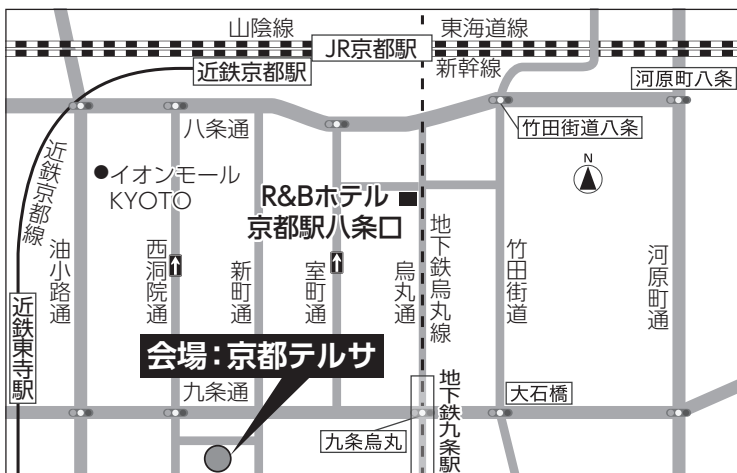 山陰線
東海道線
JR京都駅
近鉄京都駅
新幹線
河原町八条
八条通
竹田街道八条
N
近鉄京都線
イオンモール
KYOTO
R&Bホテル
京都駅八条口
油小路通
西洞院通
新町通
室町通
烏丸通
地下鉄烏丸線
竹田街道
河原町通
近鉄東寺駅
会場：京都テルサ
九条通
地下鉄九条駅
大石橋
九条烏丸